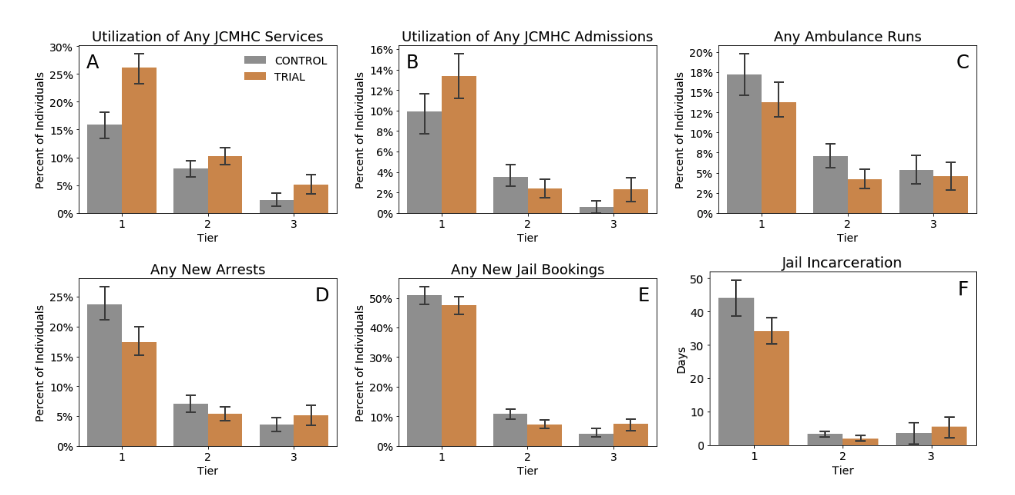 Utilization of Any JCMHC Services
A
CONTROL
TRIAL
30%
25%
20%
15%
10%
5%
0%
Percent of Individuals
1 2 3
Tier
Utilization of Any JCMHC Admissions
B
16%
14%
12%
10%
8%
6%
4%
2%
0%
Percent of Individuals
1 2 3
Tier
Any Ambulance Runs
C
20%
18%
15%
12%
10%
8%
5%
2%
0%
Percent of Individuals
1 2 3
Tier
Any New Arrests
D
25%
20%
15%
10%
5%
0%
Percent of Individuals
1 2 3
Tier
Any New Jail Bookings
E
50%
40%
30%
20%
10%
0%
Percent of Individuals
1 2 3
Tier
Jail Incarceration
F
50
40
30
20
10
0
Days
1 2 3
Tier